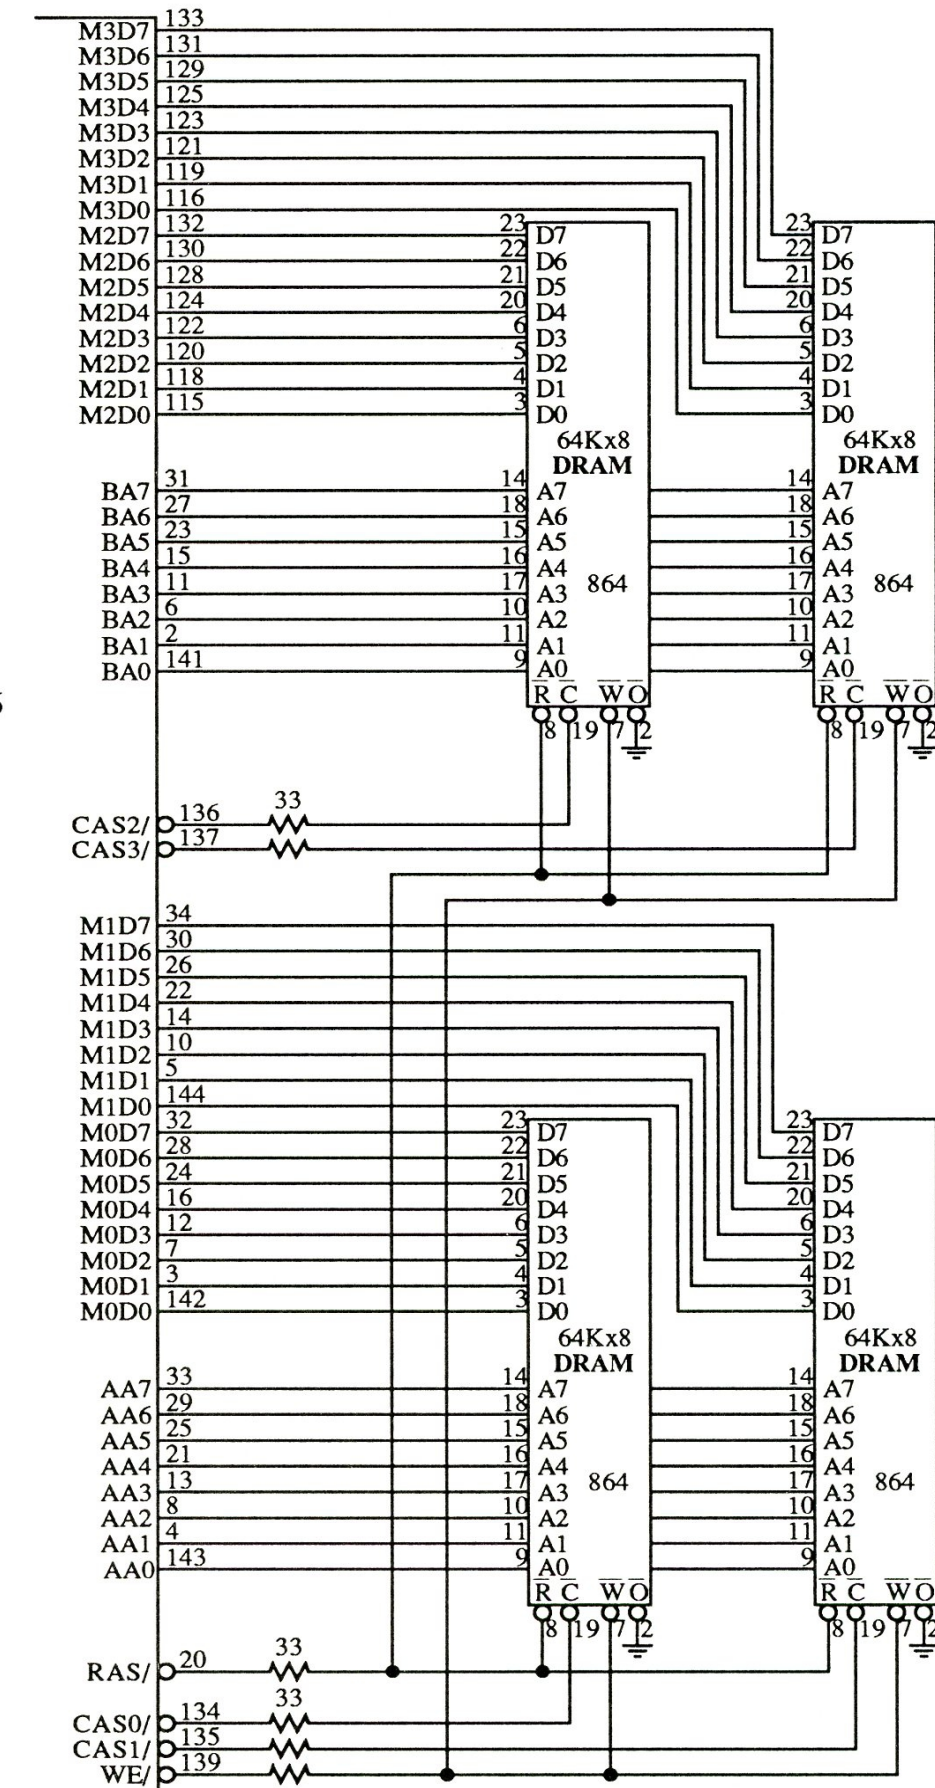 M3D7 133
M3D6 131
M3D5 129
M3D4 125
M3D3 123
M3D2 121
M3D1 119
M3D0 116
M2D7 132 23 D7 23 D7
M2D6 130 22 D6 22 D6
M2D5 128 21 D5 21 D5
M2D4 124 20 D4 20 D4
M2D3 122 6 D3 6 D3
M2D2 120 5 D2 5 D2
M2D1 118 4 D1 4 D1
M2D0 115 3 D0 3 D0
64Kx8 64Kx8
DRAM DRAM
BA7 31 14 A7 14 A7
BA6 27 18 A6 18 A6
BA5 23 15 A5 15 A5
BA4 15 16 A4 16 A4
BA3 11 17 A3 864 17 A3 864
BA2 6 10 A2 10 A2
BA1 2 11 A1 11 A1
BA0 141 9 A0 9 A0
R̅ C̅ W̅ O̅ R̅ C̅ W̅ O̅
8 19 7 2 8 19 7 2
CAS2/ 136 33
CAS3/ 137
M1D7 34
M1D6 30
M1D5 26
M1D4 22
M1D3 14
M1D2 10
M1D1 5
M1D0 144
M0D7 32 23 D7 23 D7
M0D6 28 22 D6 22 D6
M0D5 24 21 D5 21 D5
M0D4 16 20 D4 20 D4
M0D3 12 6 D3 6 D3
M0D2 7 5 D2 5 D2
M0D1 3 4 D1 4 D1
M0D0 142 3 D0 3 D0
64Kx8 64Kx8
DRAM DRAM
AA7 33 14 A7 14 A7
AA6 29 18 A6 18 A6
AA5 25 15 A5 15 A5
AA4 21 16 A4 16 A4
AA3 13 17 A3 864 17 A3 864
AA2 8 10 A2 10 A2
AA1 4 11 A1 11 A1
AA0 143 9 A0 9 A0
R̅ C̅ W̅ O̅ R̅ C̅ W̅ O̅
8 19 7 2 8 19 7 2
RAS/ 20 33
CAS0/ 134 33
CAS1/ 135
WE/ 139